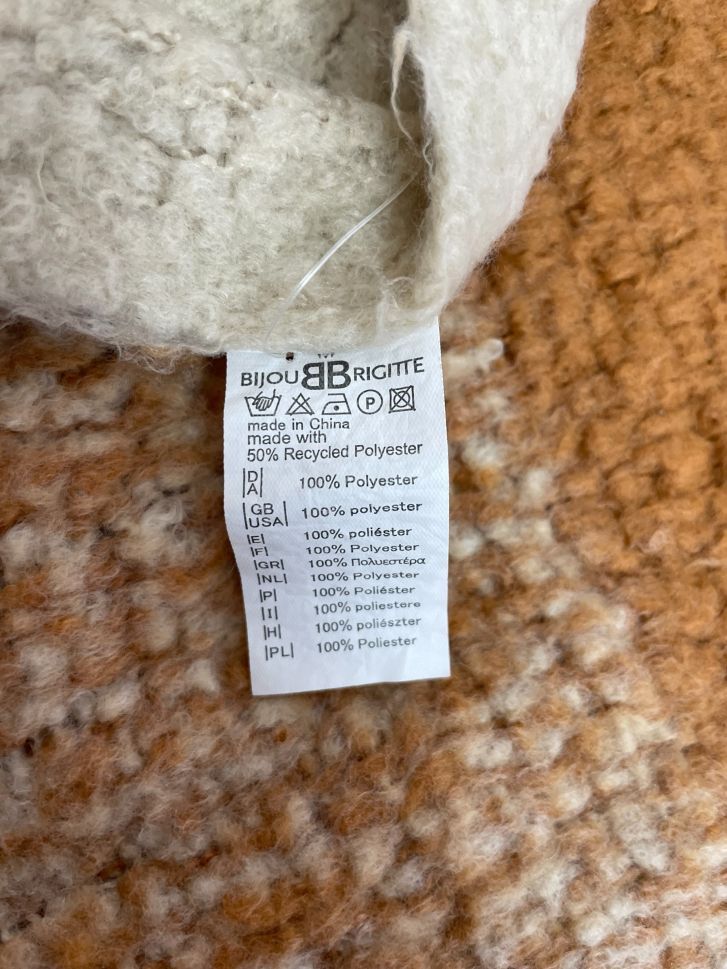 BIJOU BRIGITTE
P
made in China
made with
50% Recycled Polyester
D
A
100% Polyester
GB
USA
100% polyester
E 100% poliéster
F 100% Polyester
GR 100% Πολυεστέρα
NL 100% Polyester
P 100% Poliéster
I 100% poliestere
H 100% poliészter
PL 100% Poliester